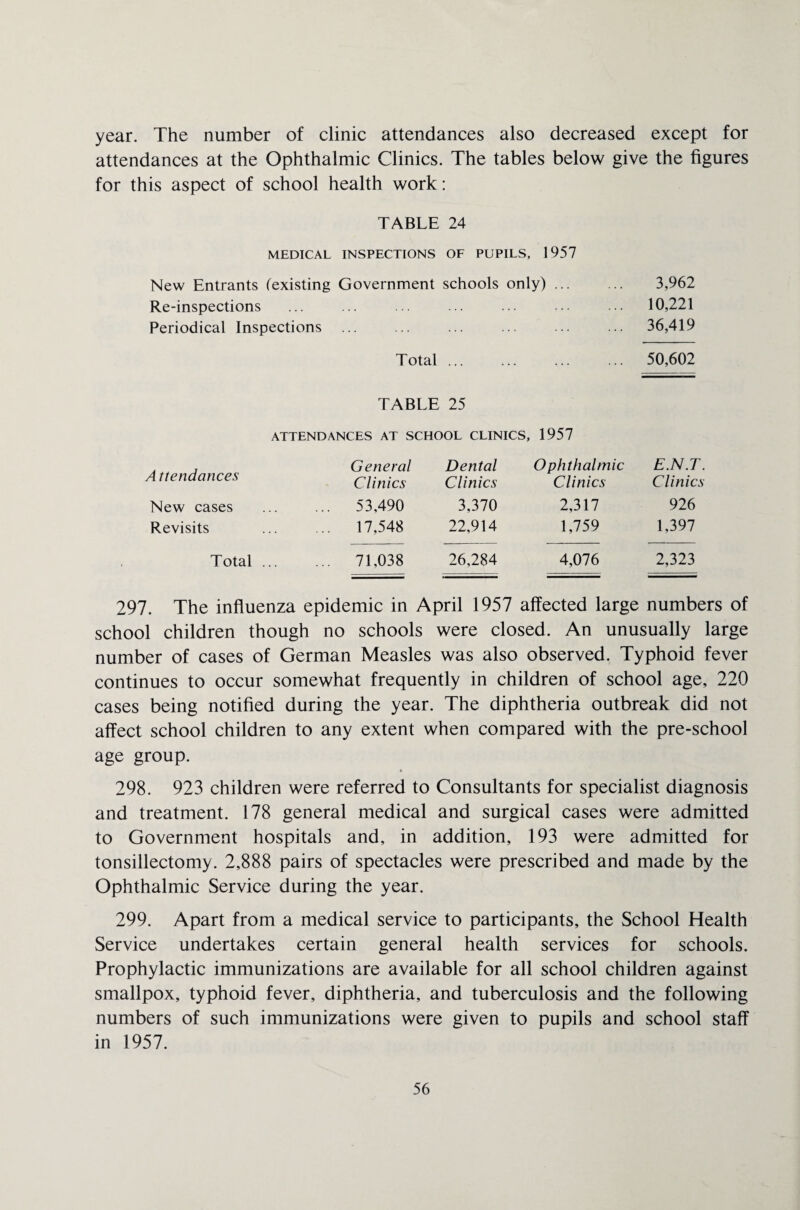 year. The number of clinic attendances also decreased except for
attendances at the Ophthalmic Clinics. The tables below give the figures
for this aspect of school health work:
TABLE 24
MEDICAL INSPECTIONS OF PUPILS, 1957
New Entrants (existing Government schools only) ... ... 3,962
Re-inspections ... ... ... ... ... ... ... 10,221
Periodical Inspections ... ... ... ... ... ... 36,419
Total ... ... ... ... 50,602
TABLE 25
ATTENDANCES AT SCHOOL CLINICS, 1957
Attendances General Clinics Dental Clinics Ophthalmic Clinics E.N.T. Clinics
New cases ... ... 53,490 3,370 2,317 926
Revisits ... ... 17,548 22,914 1,759 1,397
Total ... ... 71,038 26,284 4,076 2,323
297. The influenza epidemic in April 1957 affected large numbers of
school children though no schools were closed. An unusually large
number of cases of German Measles was also observed. Typhoid fever
continues to occur somewhat frequently in children of school age, 220
cases being notified during the year. The diphtheria outbreak did not
affect school children to any extent when compared with the pre-school
age group.
298. 923 children were referred to Consultants for specialist diagnosis
and treatment. 178 general medical and surgical cases were admitted
to Government hospitals and, in addition, 193 were admitted for
tonsillectomy. 2,888 pairs of spectacles were prescribed and made by the
Ophthalmic Service during the year.
299. Apart from a medical service to participants, the School Health
Service undertakes certain general health services for schools.
Prophylactic immunizations are available for all school children against
smallpox, typhoid fever, diphtheria, and tuberculosis and the following
numbers of such immunizations were given to pupils and school staff
in 1957.
56